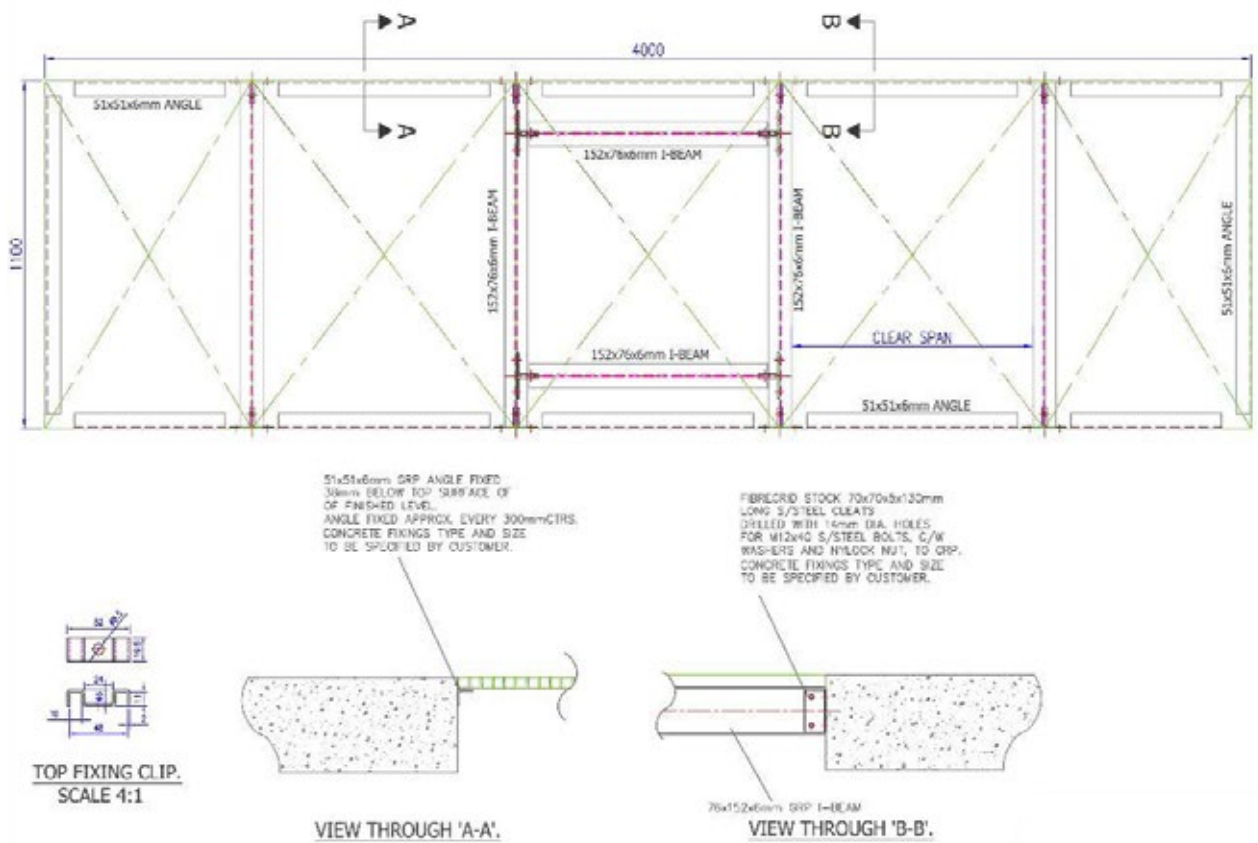 A
B
4000
51x51x6mm ANGLE
A
B
152x76x6mm I-BEAM
1100
152x76x6mm I-BEAM
152x76x6mm I-BEAM
51x51x6mm ANGLE
CLEAR SPAN
152x76x6mm I-BEAM
51x51x6mm ANGLE
51x51x6mm GRP ANGLE FIXED
38mm BELOW TOP SURFACE OF
OF FINISHED LEVEL.
ANGLE FIXED APPROX. EVERY 300mmCTRS.
CONCRETE FIXINGS TYPE AND SIZE
TO BE SPECIFIED BY CUSTOMER.
FIBREGRID STOCK 70x70x5x130mm
LONG S/STEEL CLEATS
DRILLED WITH 14mm DIA. HOLES
FOR M12x40 S/STEEL BOLTS, C/W
WASHERS AND NYLOCK NUT, TO GRP.
CONCRETE FIXINGS TYPE AND SIZE
TO BE SPECIFIED BY CUSTOMER.
24
48
TOP FIXING CLIP.
SCALE 4:1
76x152x6mm GRP I-BEAM
VIEW THROUGH 'A-A'.
VIEW THROUGH 'B-B'.